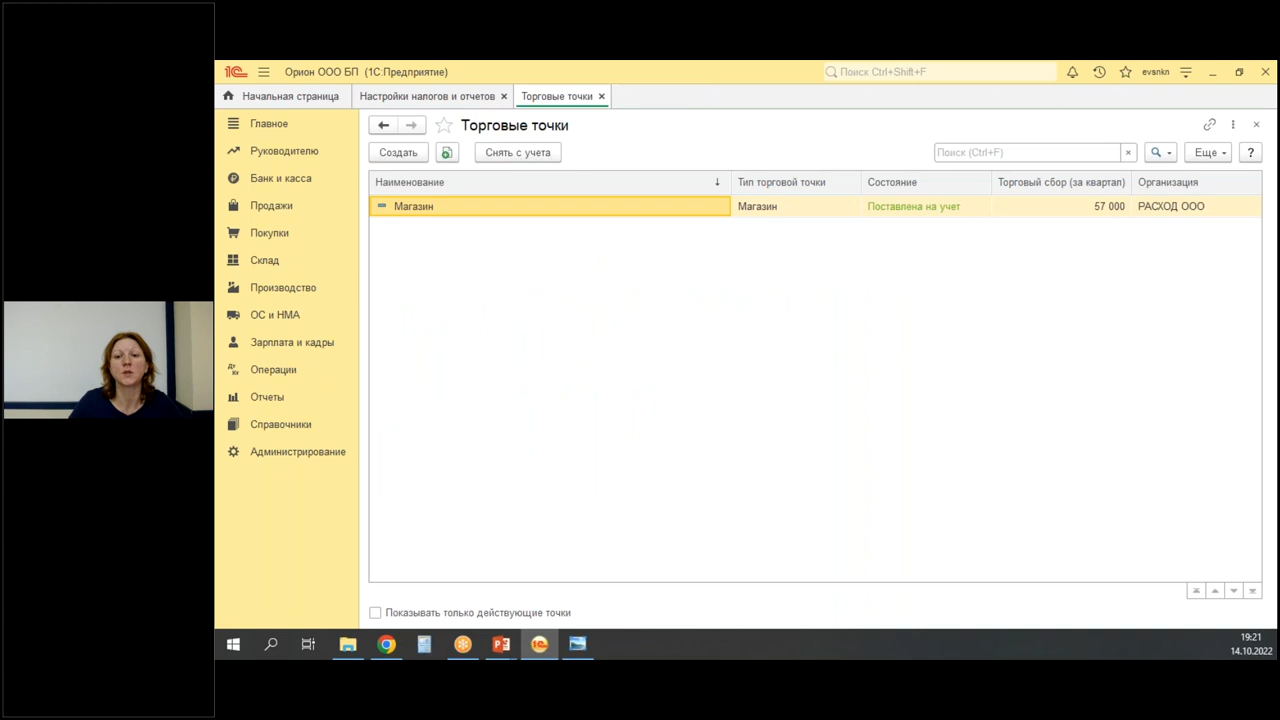 1С Орион ООО БП (1С:Предприятие) Поиск Ctrl+Shift+F evsnkn
Начальная страница Настройки налогов и отчетов × Торговые точки ×
Главное
Руководителю
Банк и касса
Продажи
Покупки
Склад
Производство
ОС и НМА
Зарплата и кадры
Дт Кт Операции
Отчеты
Справочники
Администрирование
Торговые точки
Создать Снять с учета Поиск (Ctrl+F) × Еще ?
Наименование ↓ Тип торговой точки Состояние Торговый сбор (за квартал) Организация
Магазин Магазин Поставлена на учет 57 000 РАСХОД ООО
Показывать только действующие точки
19:21
14.10.2022